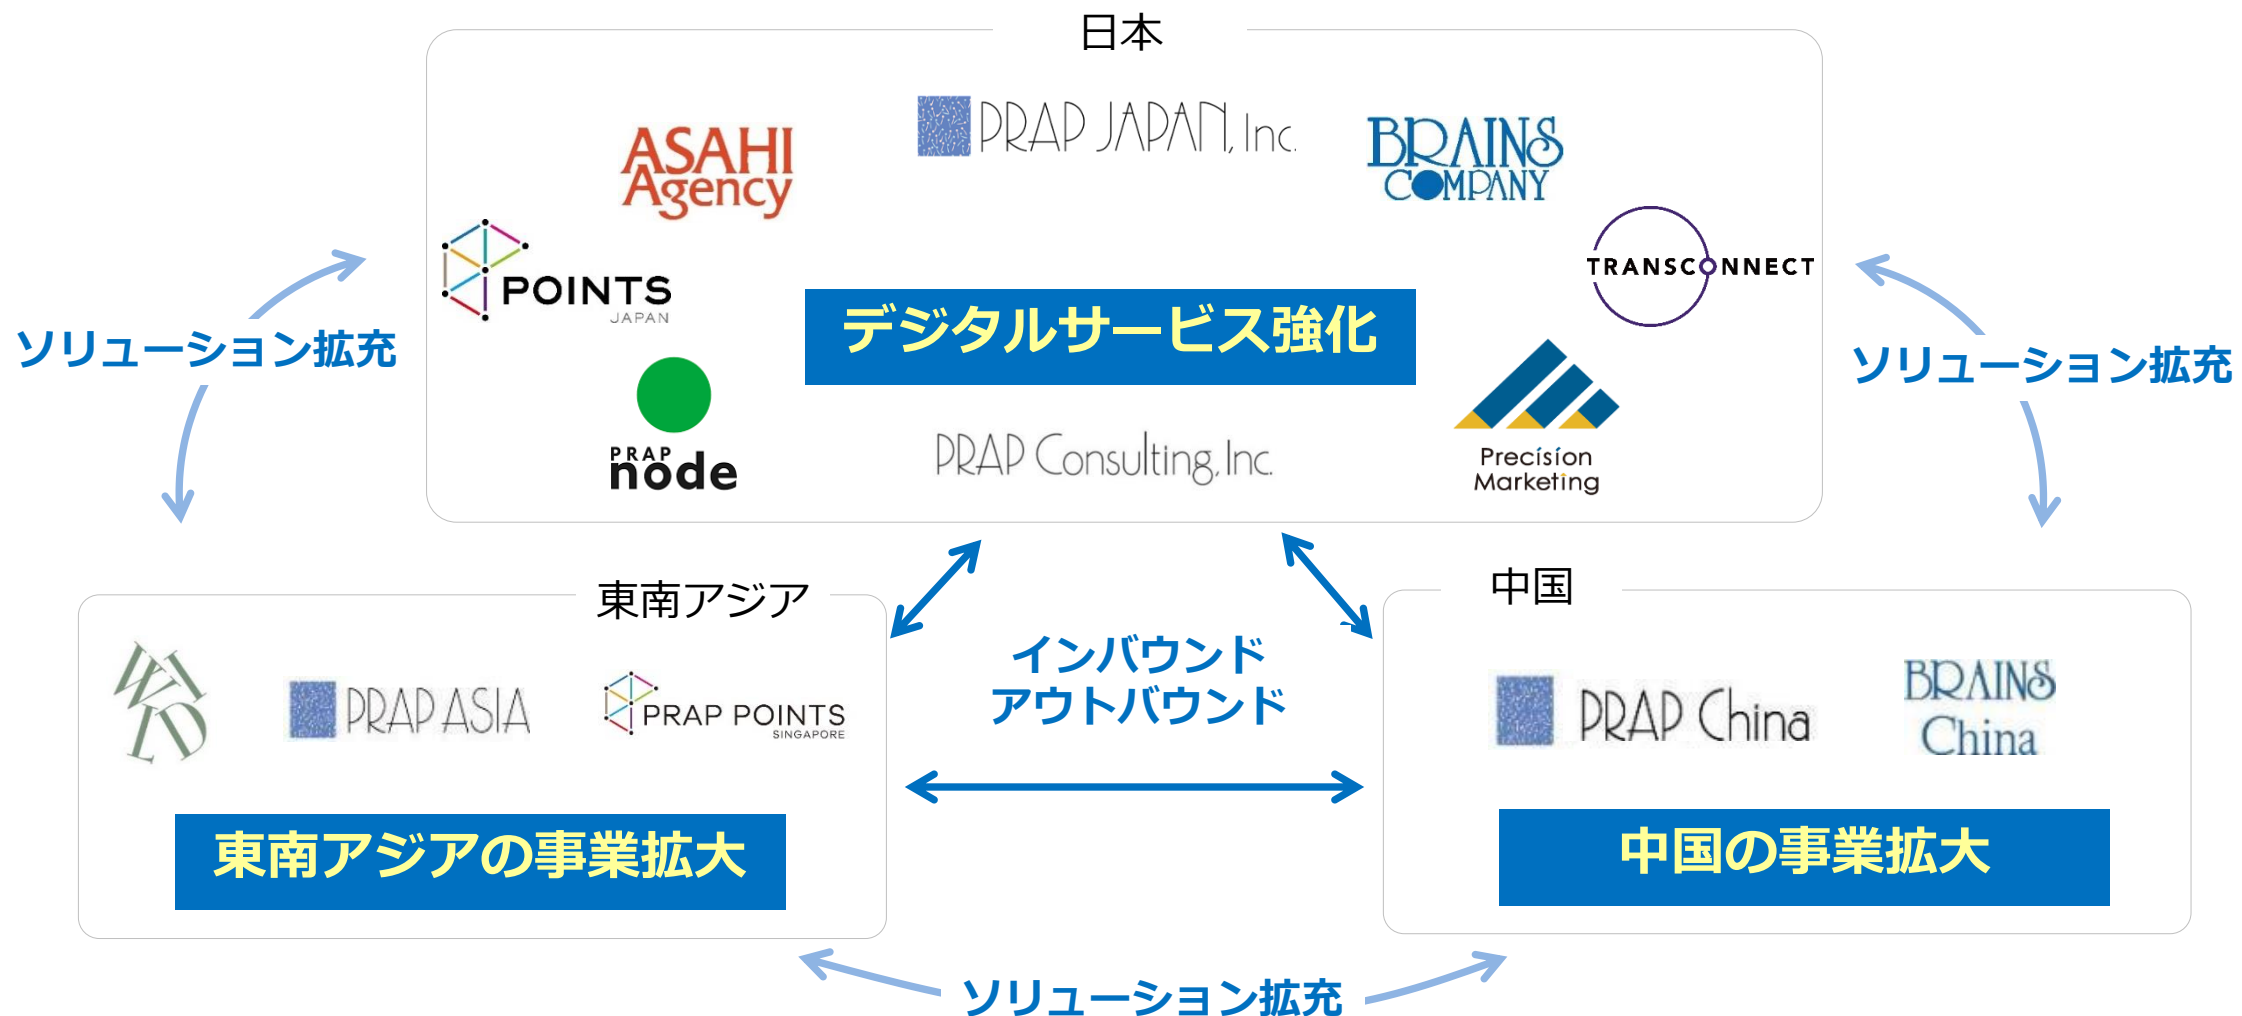 日本
PRAP JAPAN, Inc.
ASAHI
Agency
BRAINS
COMPANY
POINTS
JAPAN
TRANSCONNECT
デジタルサービス強化
ソリューション拡充
ソリューション拡充
PRAP
node
PRAP Consulting, Inc.
Precision
Marketing
東南アジア
WILD
PRAP ASIA
PRAP POINTS
SINGAPORE
東南アジアの事業拡大
インバウンド
アウトバウンド
中国
PRAP China
BRAINS
China
中国の事業拡大
ソリューション拡充